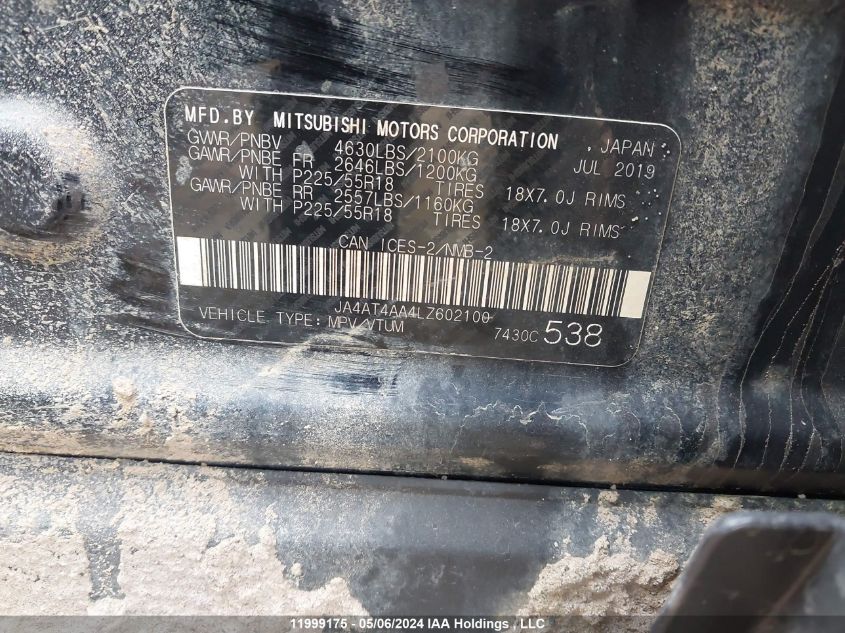 MFD.BY MITSUBISHI MOTORS CORPORATION , JAPAN
GVWR/PNBV 4630LBS/2100KG JUL 2019
GAWR/PNBE FR 2646LBS/1200KG
WITH P225/55R18 TIRES 18X7.0J RIMS
GAWR/PNBE RR 2557LBS/1160KG
WITH P225/55R18 TIRES 18X7.0J RIMS
CAN ICES-2/NMB-2
JA4AT4AA4LZ602100
VEHICLE TYPE:MPV/VTUM 7430C 538
11999175 - 05/06/2024 IAA Holdings , LLC